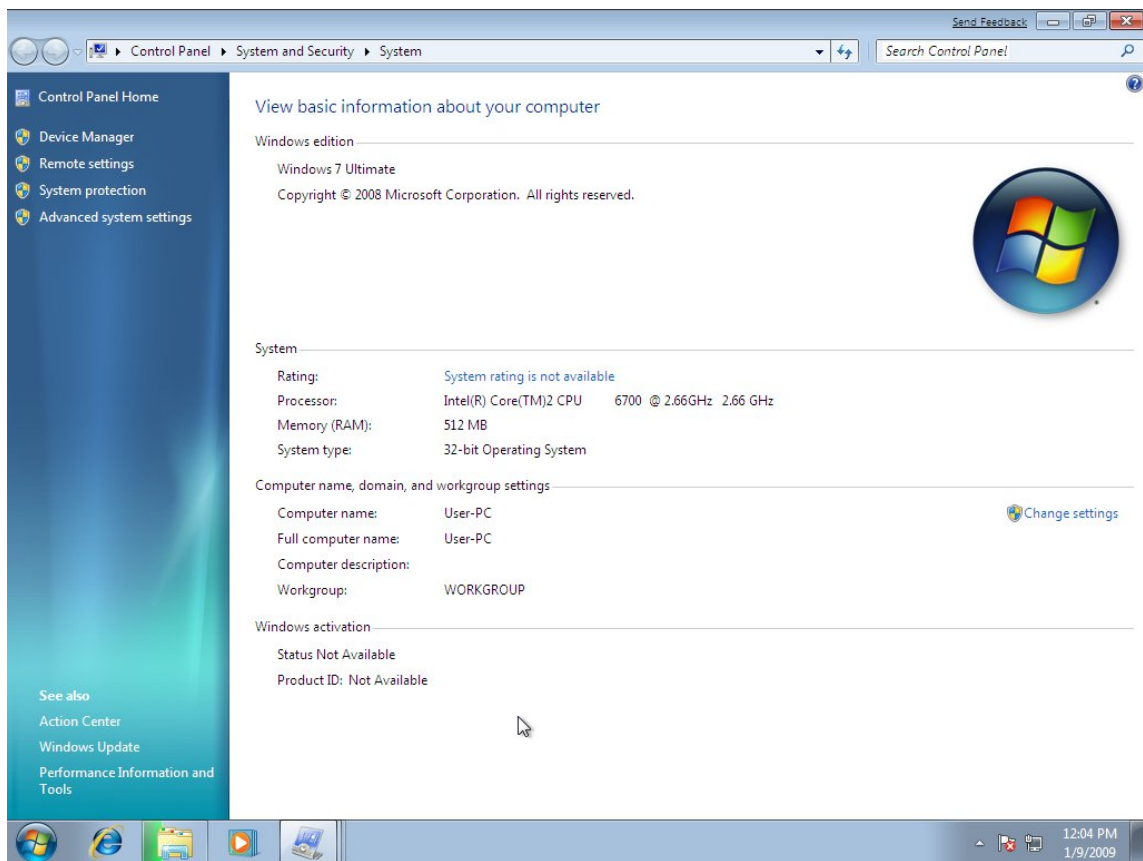 Send Feedback
Control Panel System and Security System
Search Control Panel
Control Panel Home
Device Manager
Remote settings
System protection
Advanced system settings
See also
Action Center
Windows Update
Performance Information and
Tools
View basic information about your computer
Windows edition
Windows 7 Ultimate
Copyright © 2008 Microsoft Corporation. All rights reserved.
System
Rating: System rating is not available
Processor: Intel(R) Core(TM)2 CPU 6700 @ 2.66GHz 2.66 GHz
Memory (RAM): 512 MB
System type: 32-bit Operating System
Computer name, domain, and workgroup settings
Computer name: User-PC
Change settings
Full computer name: User-PC
Computer description:
Workgroup: WORKGROUP
Windows activation
Status Not Available
Product ID: Not Available
12:04 PM
1/9/2009